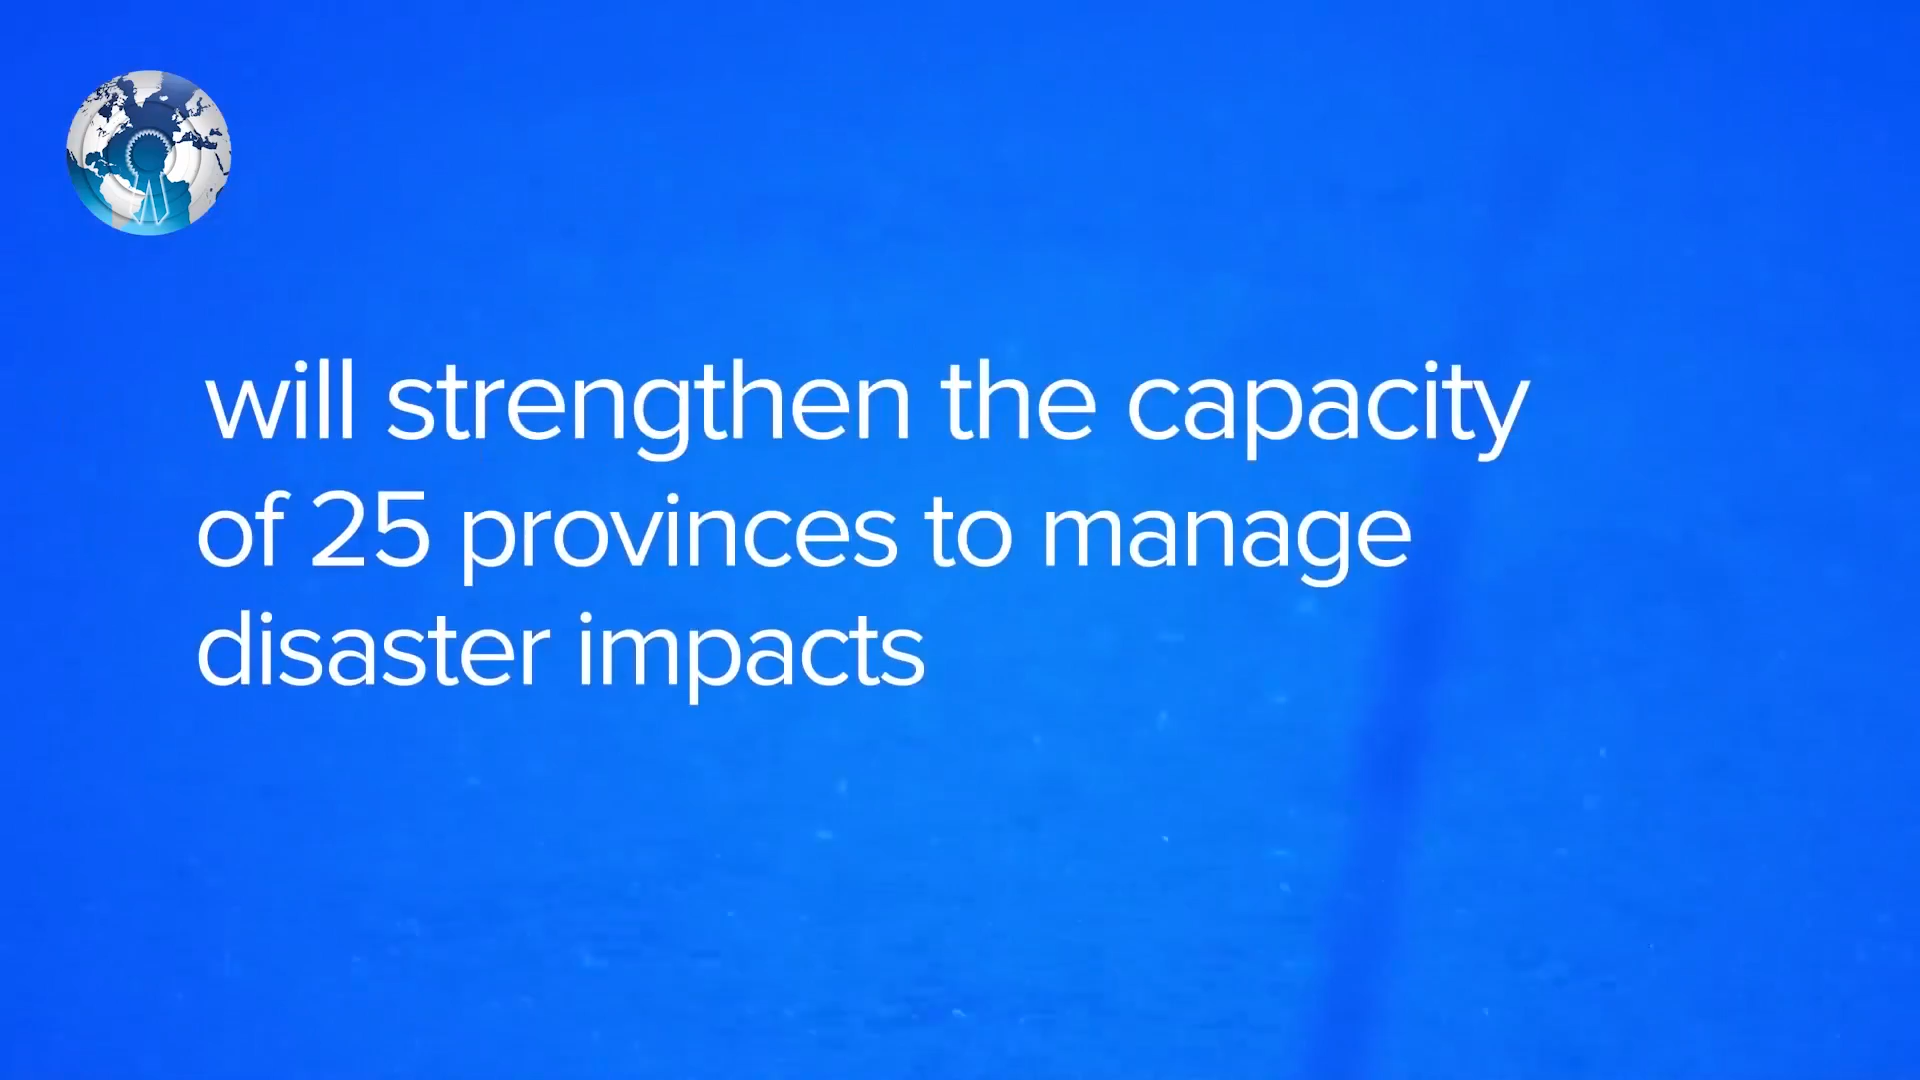 will strengthen the capacity
of 25 provinces to manage
disaster impacts